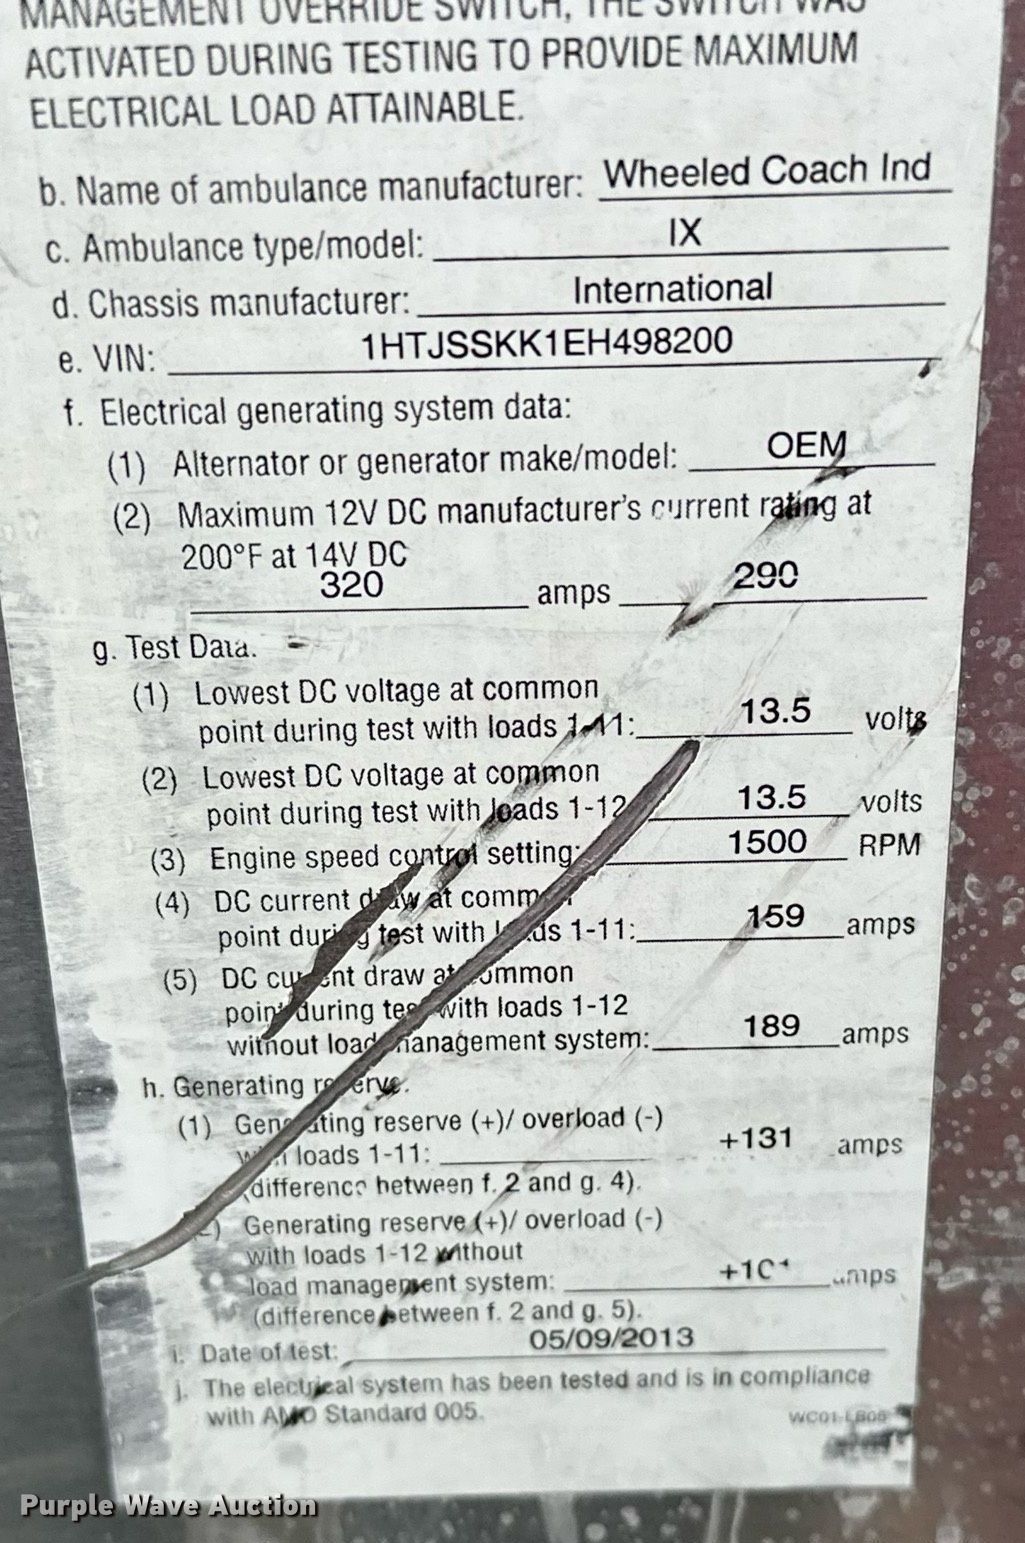 MANAGEMENT OVERRIDE SWITCH, THE SWITCH WAS
ACTIVATED DURING TESTING TO PROVIDE MAXIMUM
ELECTRICAL LOAD ATTAINABLE.
b. Name of ambulance manufacturer: Wheeled Coach Ind
c. Ambulance type/model: IX
d. Chassis manufacturer: International
e. VIN: 1HTJSSKK1EH498200
f. Electrical generating system data:
(1) Alternator or generator make/model: OEM
(2) Maximum 12V DC manufacturer's current rating at
200°F at 14V DC
320 amps 290
g. Test Data.
(1) Lowest DC voltage at common
point during test with loads 1-11: 13.5 volts
(2) Lowest DC voltage at common
point during test with loads 1-12 13.5 volts
(3) Engine speed control setting: 1500 RPM
(4) DC current draw at common
point during test with loads 1-11: 159 amps
(5) DC current draw at common
point during test with loads 1-12
without load management system: 189 amps
h. Generating reserve.
(1) Generating reserve (+)/ overload (-)
with loads 1-11: +131 amps
(difference between f. 2 and g. 4).
(2) Generating reserve (+)/ overload (-)
with loads 1-12 without
load management system: amps
(difference between f. 2 and g. 5).
i. Date of test: 05/09/2013
j. The electrical system has been tested and is in compliance
with AMD Standard 005.
Purple Wave Auction